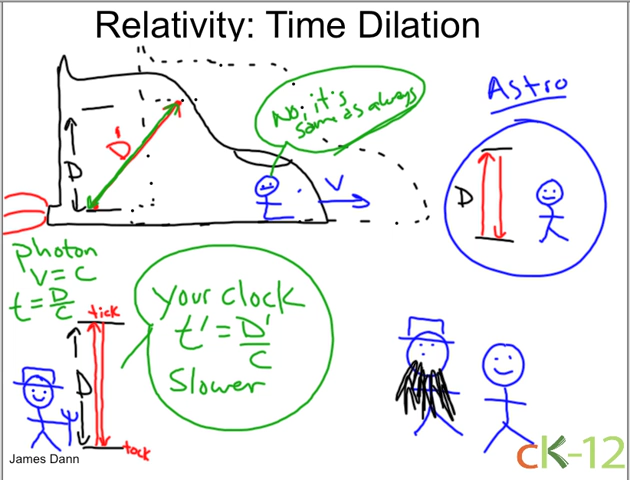 Relativity: Time Dilation
Astro
No, it's
same as always
D
D'
V
D
photon
v = c
t = D/c
tick
D
tock
your clock
t' = D'/c
Slower
James Dann
cK-12